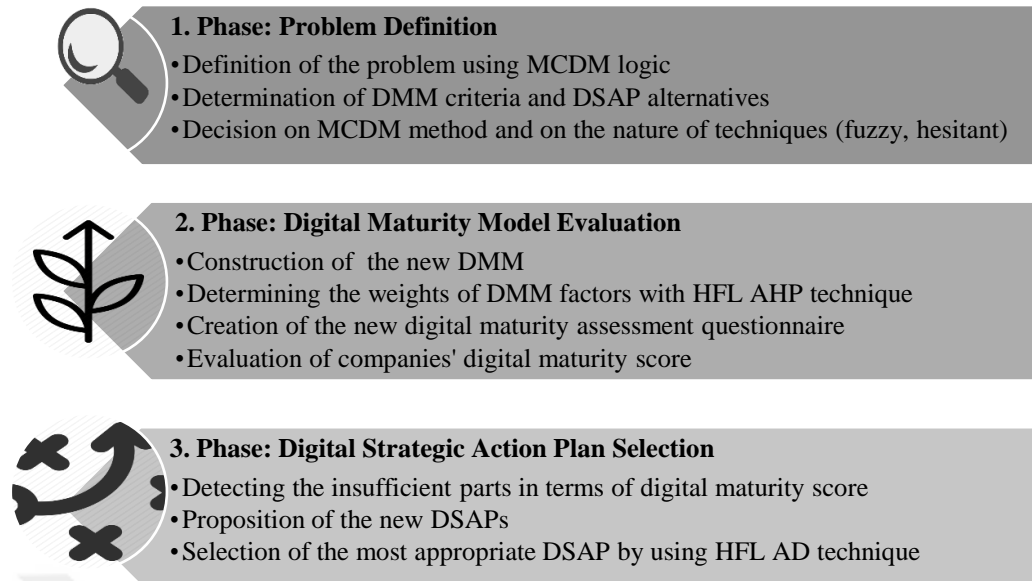 1. Phase: Problem Definition
•Definition of the problem using MCDM logic
•Determination of DMM criteria and DSAP alternatives
•Decision on MCDM method and on the nature of techniques (fuzzy, hesitant)
2. Phase: Digital Maturity Model Evaluation
•Construction of the new DMM
•Determining the weights of DMM factors with HFL AHP technique
•Creation of the new digital maturity assessment questionnaire
•Evaluation of companies' digital maturity score
3. Phase: Digital Strategic Action Plan Selection
•Detecting the insufficient parts in terms of digital maturity score
•Proposition of the new DSAPs
•Selection of the most appropriate DSAP by using HFL AD technique